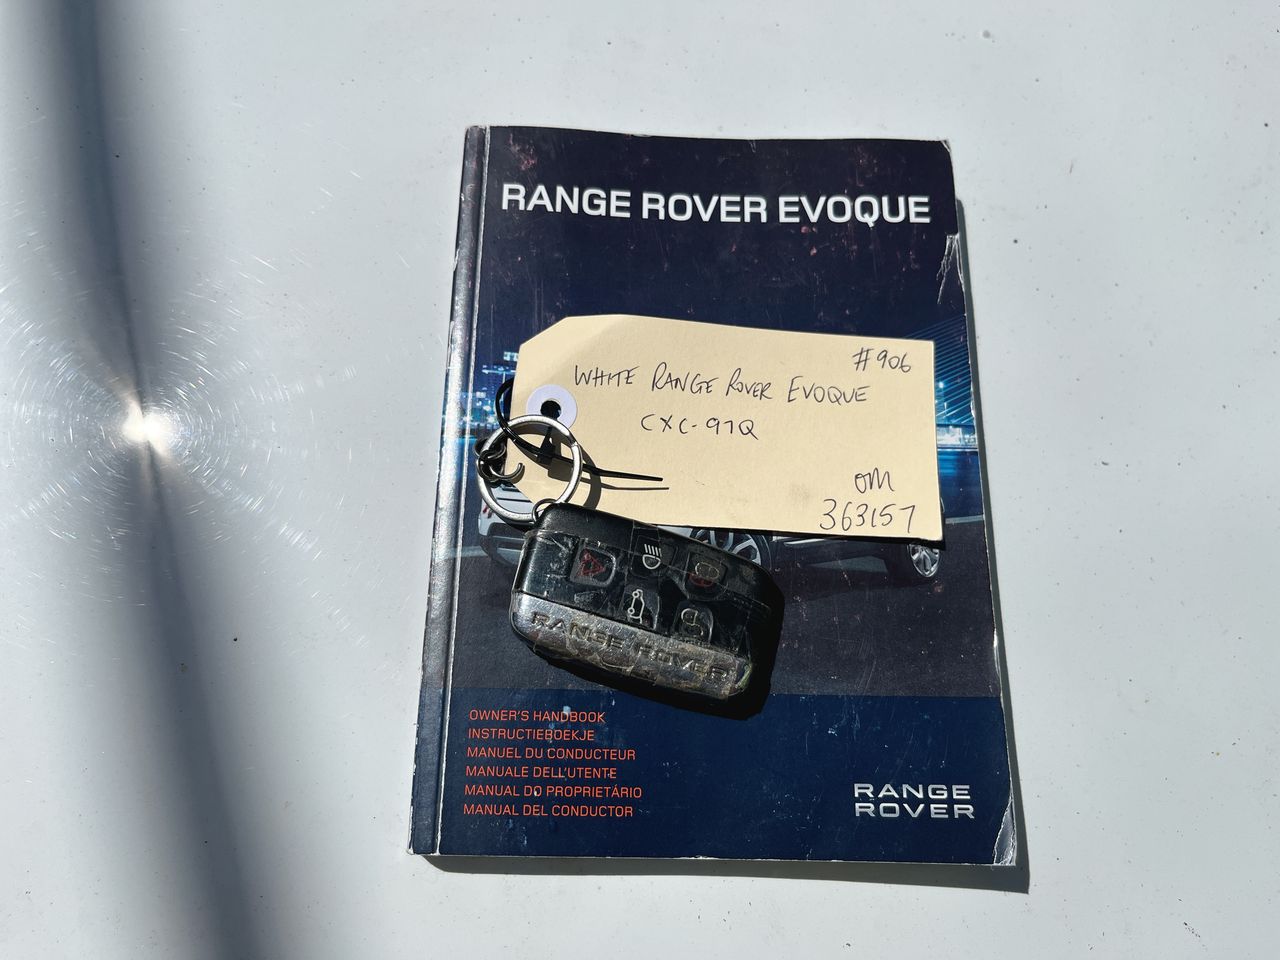 RANGE ROVER EVOQUE
#906
WHITE RANGE ROVER EVOQUE
CXC-97Q
om
363157
RANGE ROVER
OWNER'S HANDBOOK
INSTRUCTIEBOEKJE
MANUEL DU CONDUCTEUR
MANUALE DELL'UTENTE
MANUAL DO PROPRIETÁRIO
MANUAL DEL CONDUCTOR
RANGE
ROVER